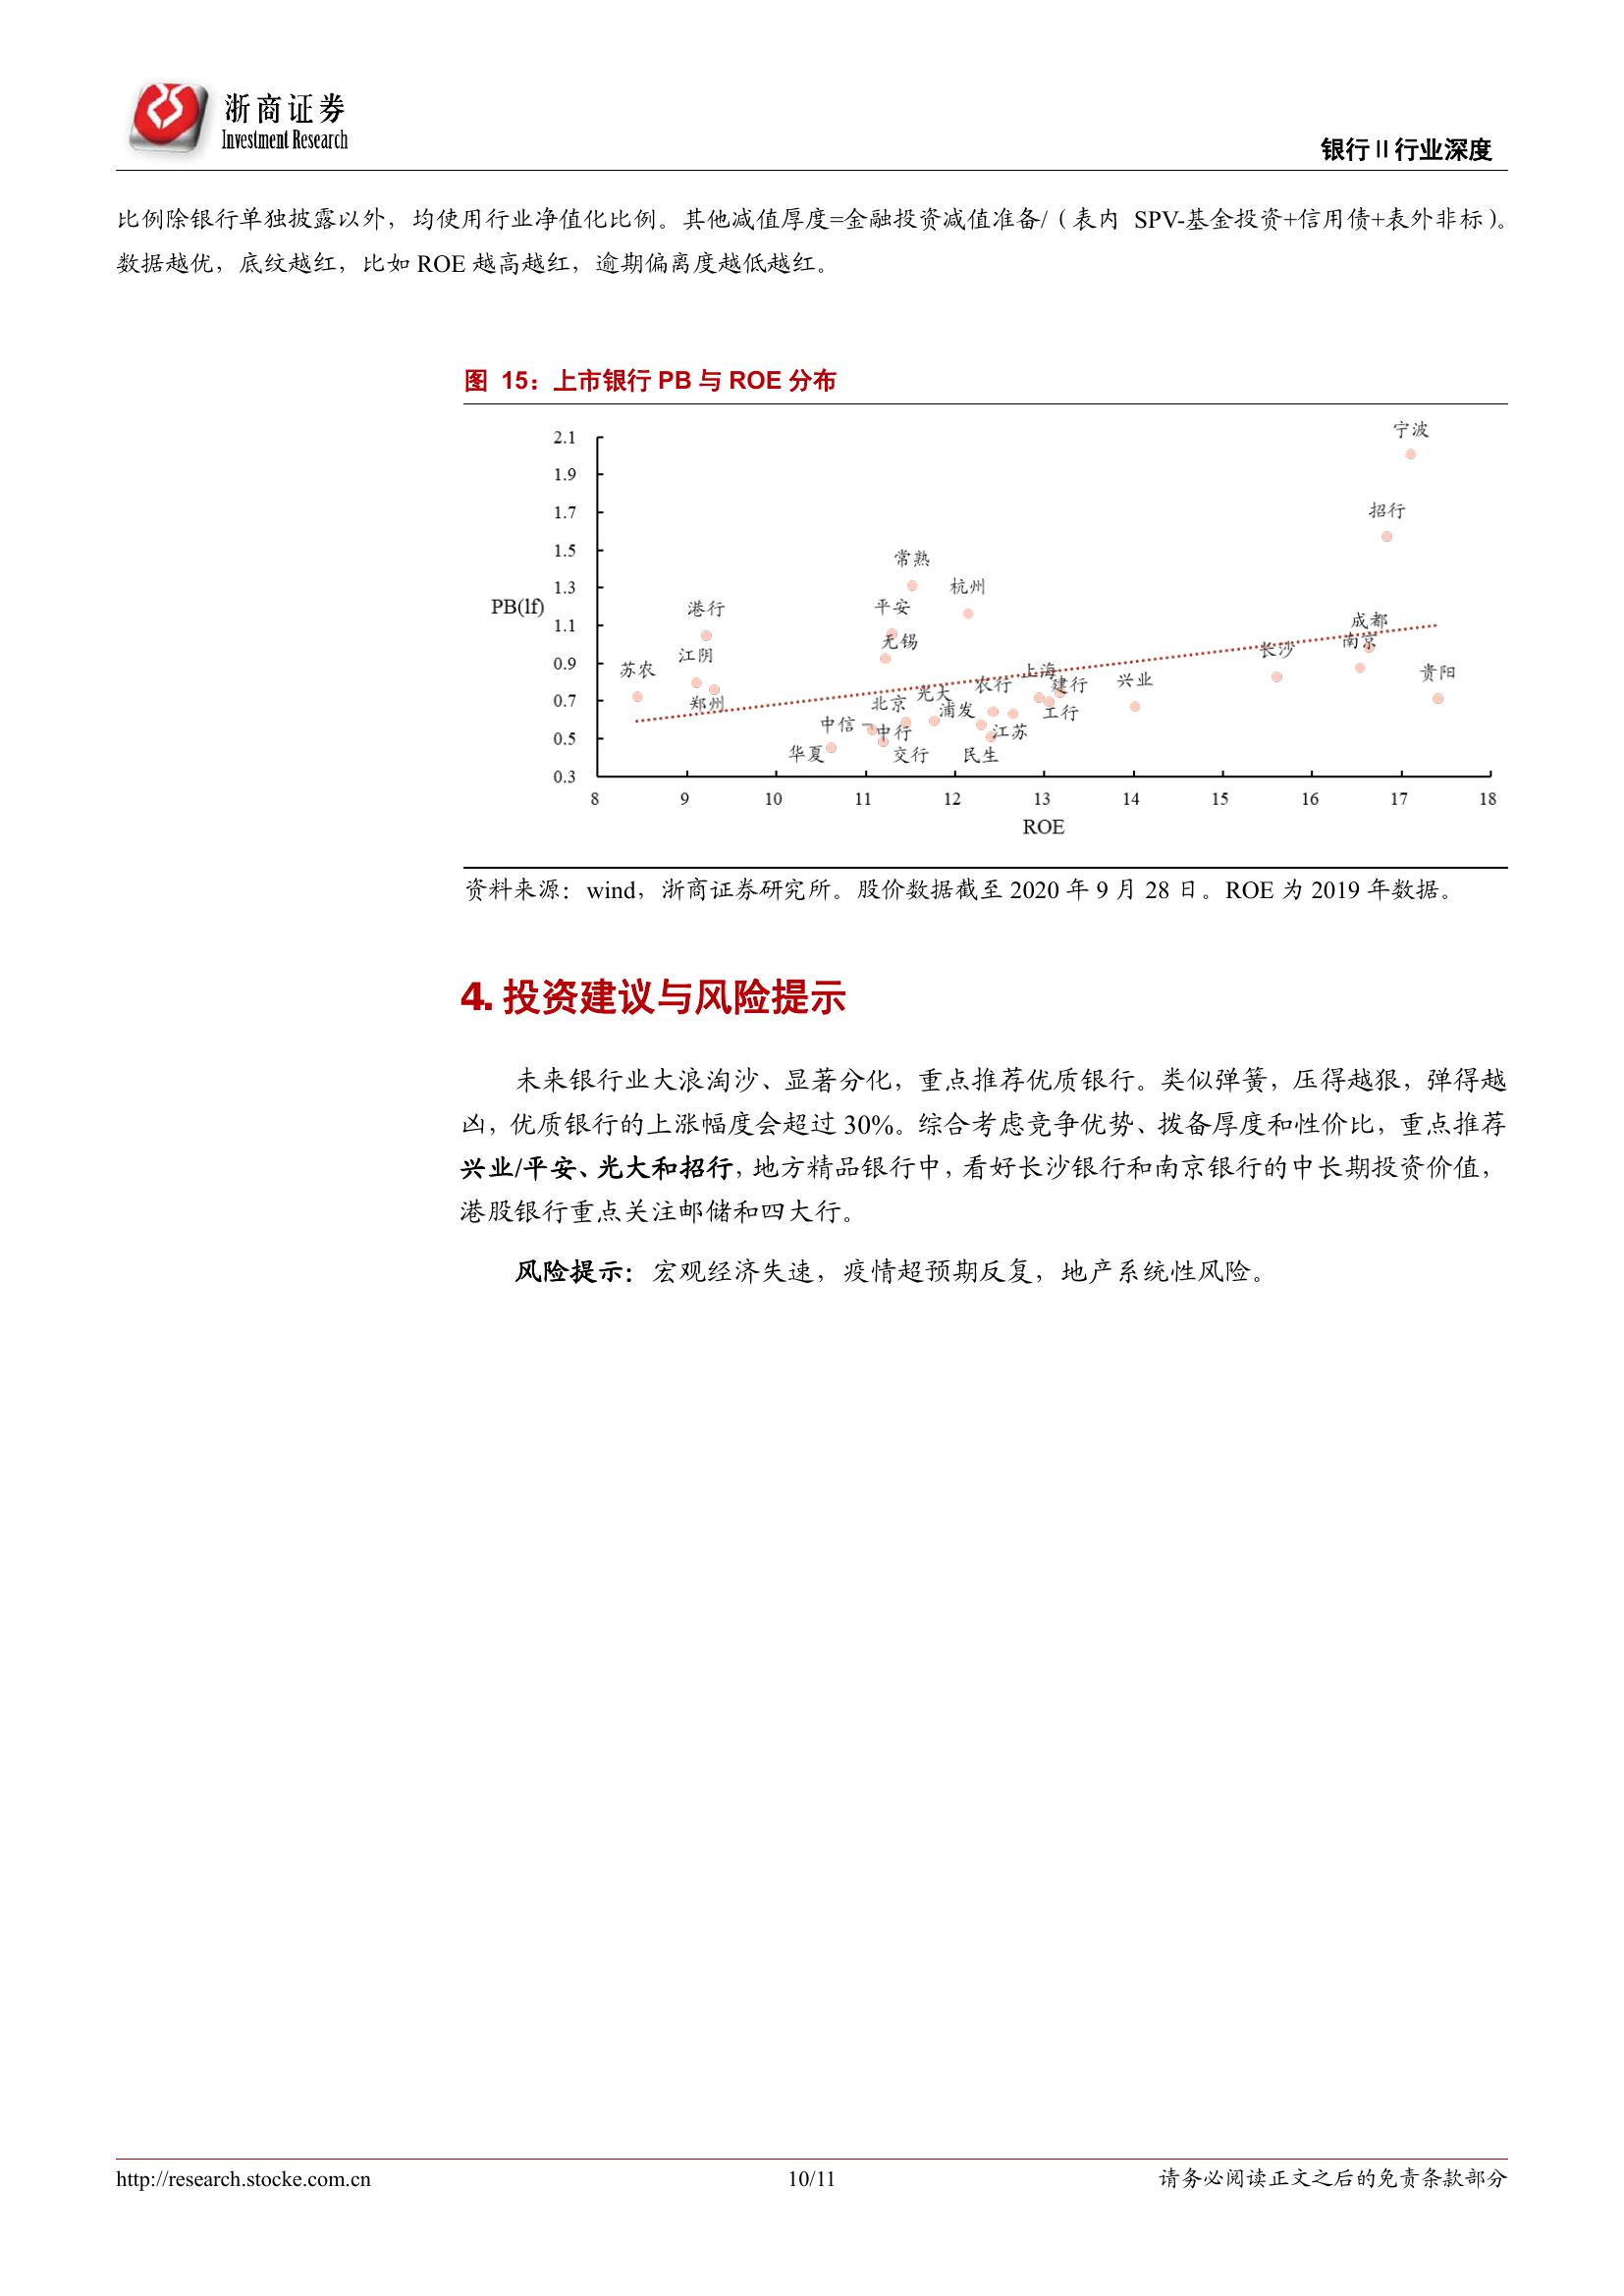 浙商证券
Investment Research
银行Ⅱ行业深度
比例除银行单独披露以外，均使用行业净值化比例。其他减值厚度=金融投资减值准备/（表内 SPV-基金投资+信用债+表外非标）。
数据越优，底纹越红，比如 ROE 越高越红，逾期偏离度越低越红。
图 15：上市银行 PB 与 ROE 分布
2.1
1.9
1.7
1.5
1.3
1.1
0.9
0.7
0.5
0.3
PB(lf)
宁波
招行
常熟
杭州
平安
港行
无锡
成都
南京
长沙
江阴
苏农
贵阳
上海
农行
建行
兴业
光大
郑州
北京
浦发
工行
中信
中行
江苏
华夏
交行
民生
8 9 10 11 12 13 14 15 16 17 18
ROE
资料来源：wind，浙商证券研究所。股价数据截至 2020 年 9 月 28 日。ROE 为 2019 年数据。
4. 投资建议与风险提示
未来银行业大浪淘沙、显著分化，重点推荐优质银行。类似弹簧，压得越狠，弹得越
凶，优质银行的上涨幅度会超过 30%。综合考虑竞争优势、拨备厚度和性价比，重点推荐
兴业/平安、光大和招行，地方精品银行中，看好长沙银行和南京银行的中长期投资价值，
港股银行重点关注邮储和四大行。
风险提示：宏观经济失速，疫情超预期反复，地产系统性风险。
http://research.stocke.com.cn
10/11
请务必阅读正文之后的免责条款部分